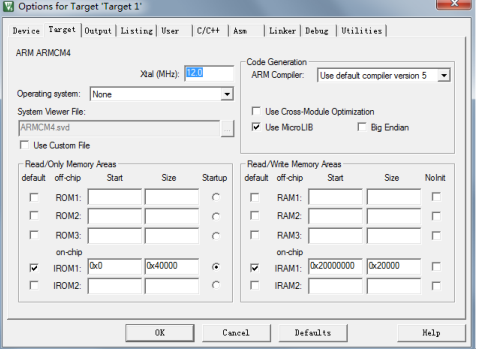 Options for Target 'Target 1'
Device Target Output Listing User C/C++ Asm Linker Debug Utilities
ARM ARMCM4
Xtal (MHz): 12.0
Operating system: None
System Viewer File:
ARMCM4.svd ...
Use Custom File
Code Generation
ARM Compiler: Use default compiler version 5
Use Cross-Module Optimization
Use MicroLIB Big Endian
Read/Only Memory Areas
default off-chip Start Size Startup
ROM1:
ROM2:
ROM3:
on-chip
IROM1: 0x0 0x40000
IROM2:
Read/Write Memory Areas
default off-chip Start Size NoInit
RAM1:
RAM2:
RAM3:
on-chip
IRAM1: 0x20000000 0x20000
IRAM2:
OK Cancel Defaults Help